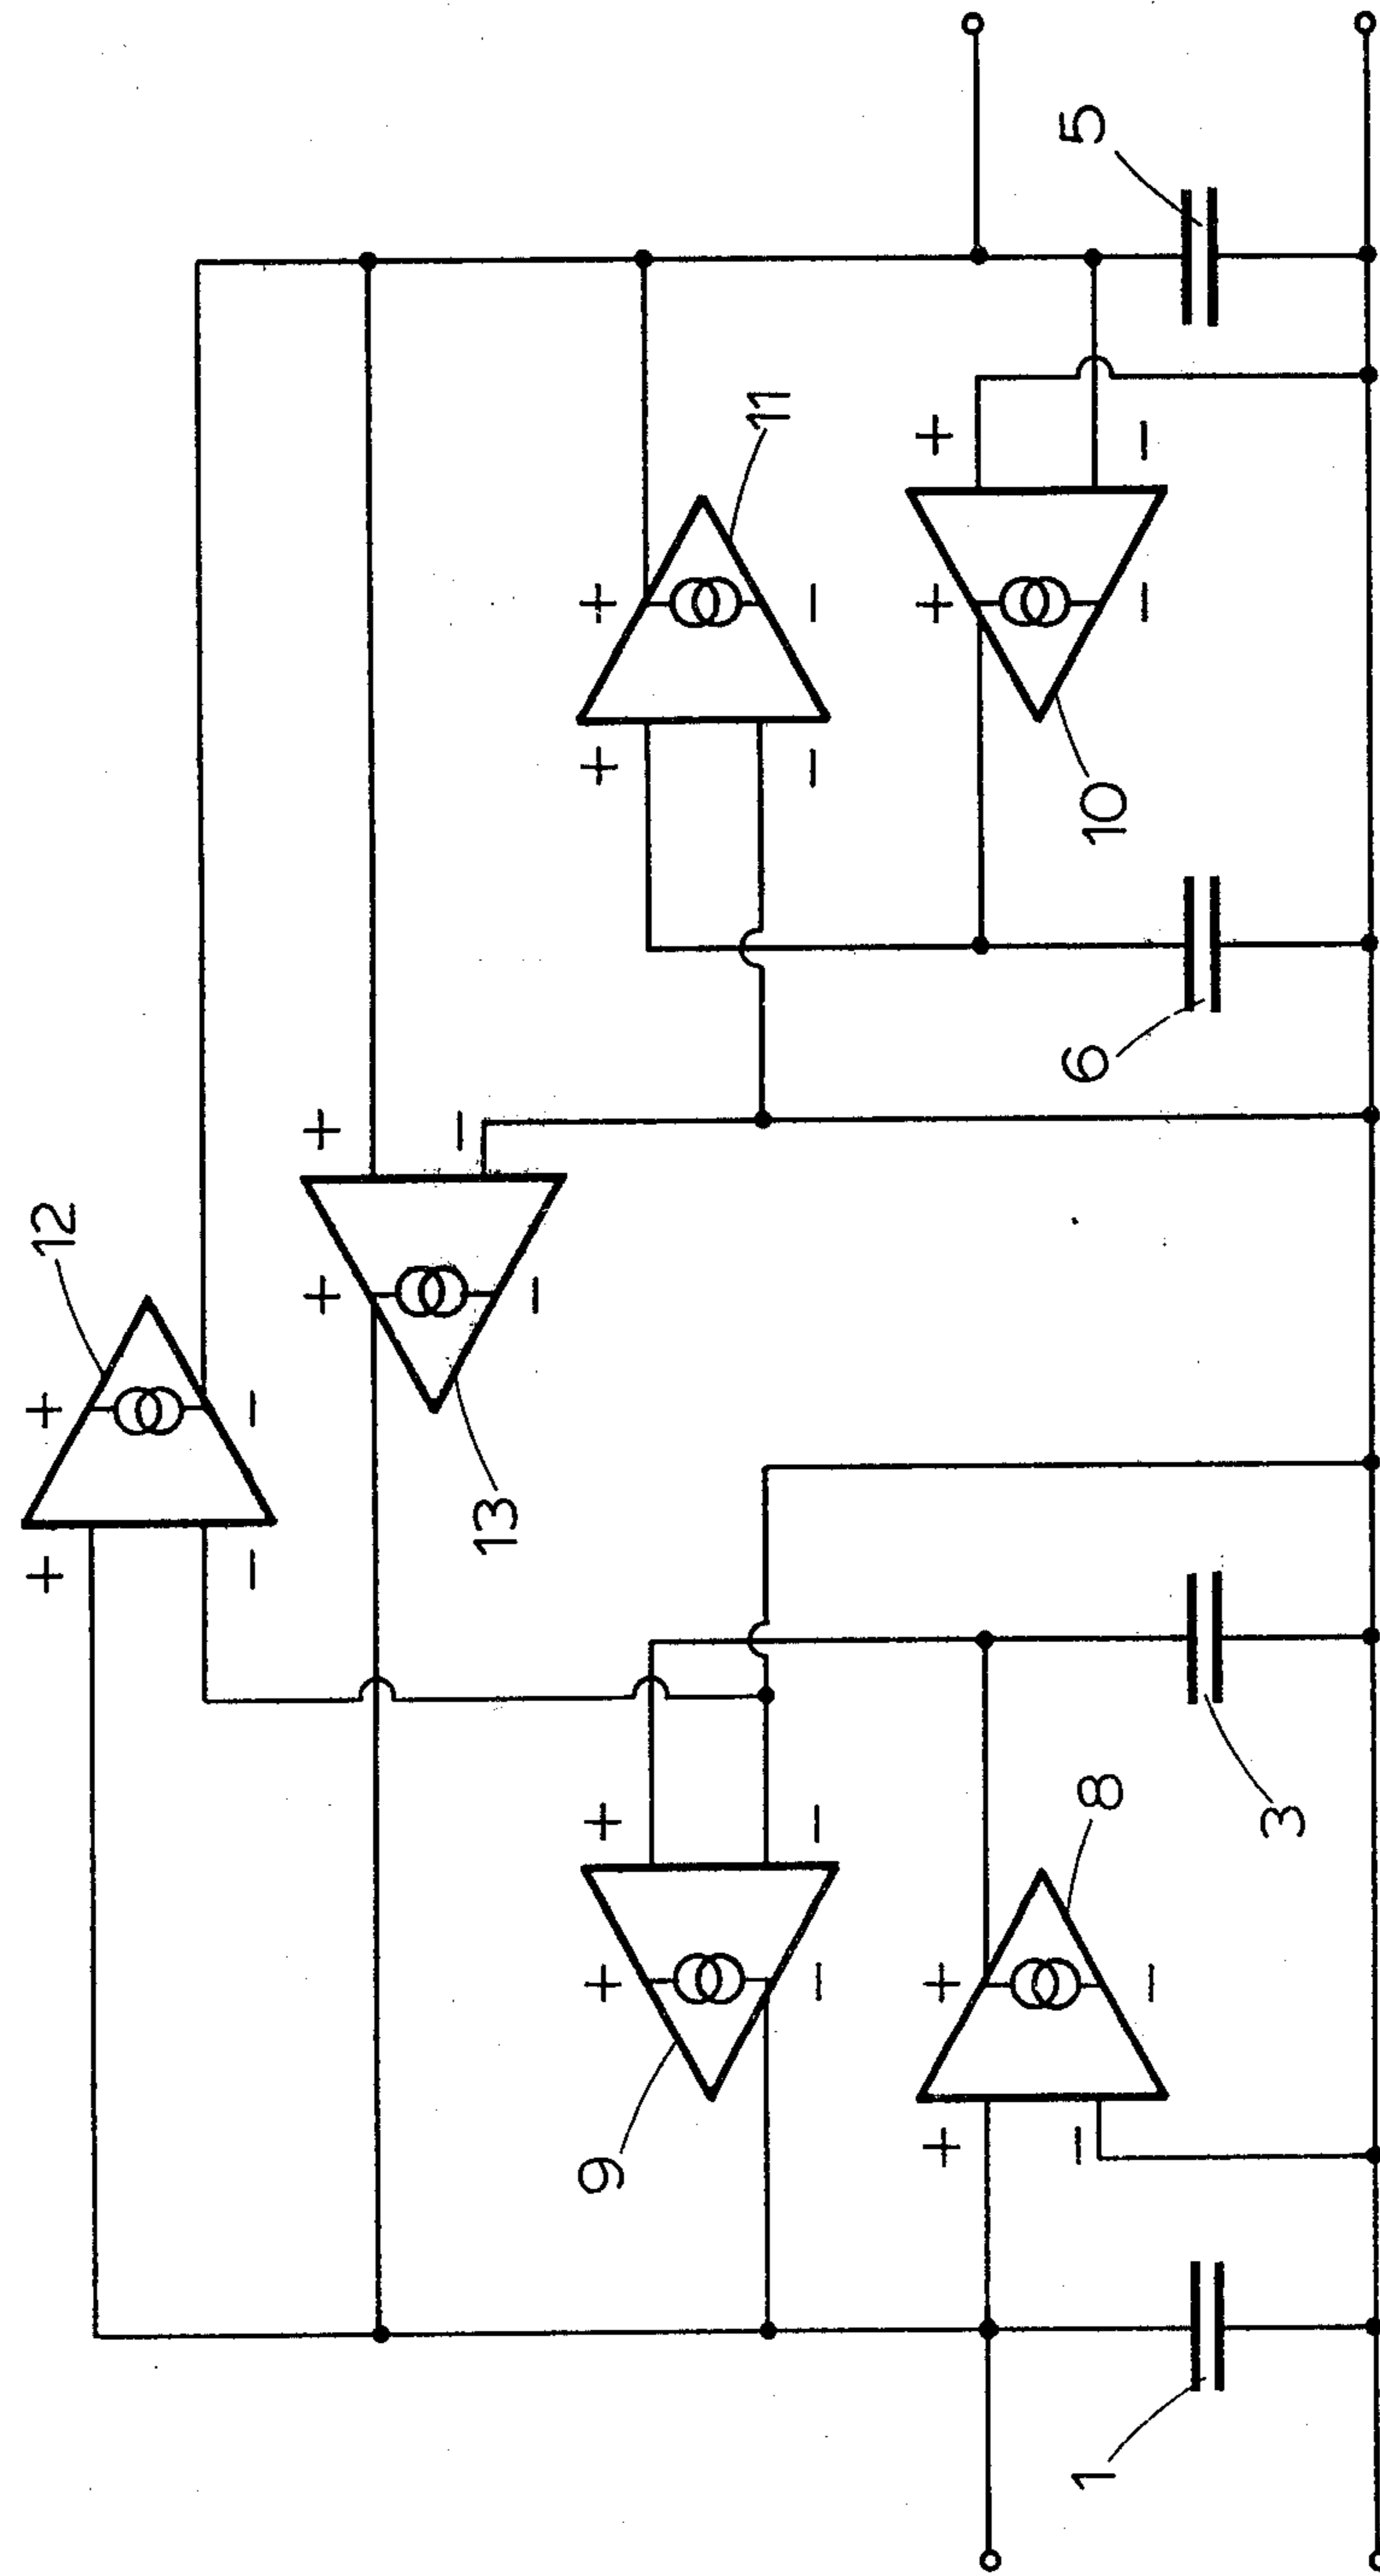 + + 12
− −
+ +
−
13
−
9 + + + +
11
− − − −
+ + + +
−
1 8 6 10 5
− − −
3